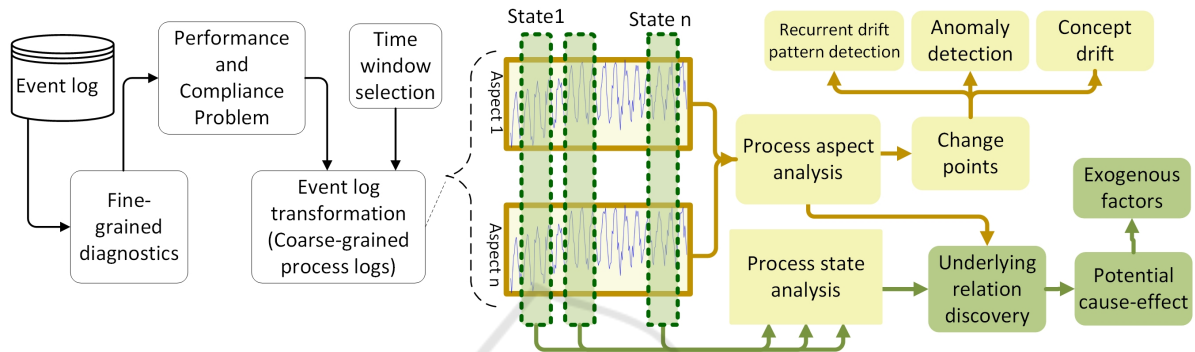 Event log
Performance
and
Compliance
Problem
Time
window
selection
Fine-
grained
diagnostics
Event log
transformation
(Coarse-grained
process logs)
State1
State n
Aspect 1
Aspect n
Recurrent drift
pattern detection
Anomaly
detection
Concept
drift
Process aspect
analysis
Change
points
Process state
analysis
Underlying
relation
discovery
Exogenous
factors
Potential
cause-effect